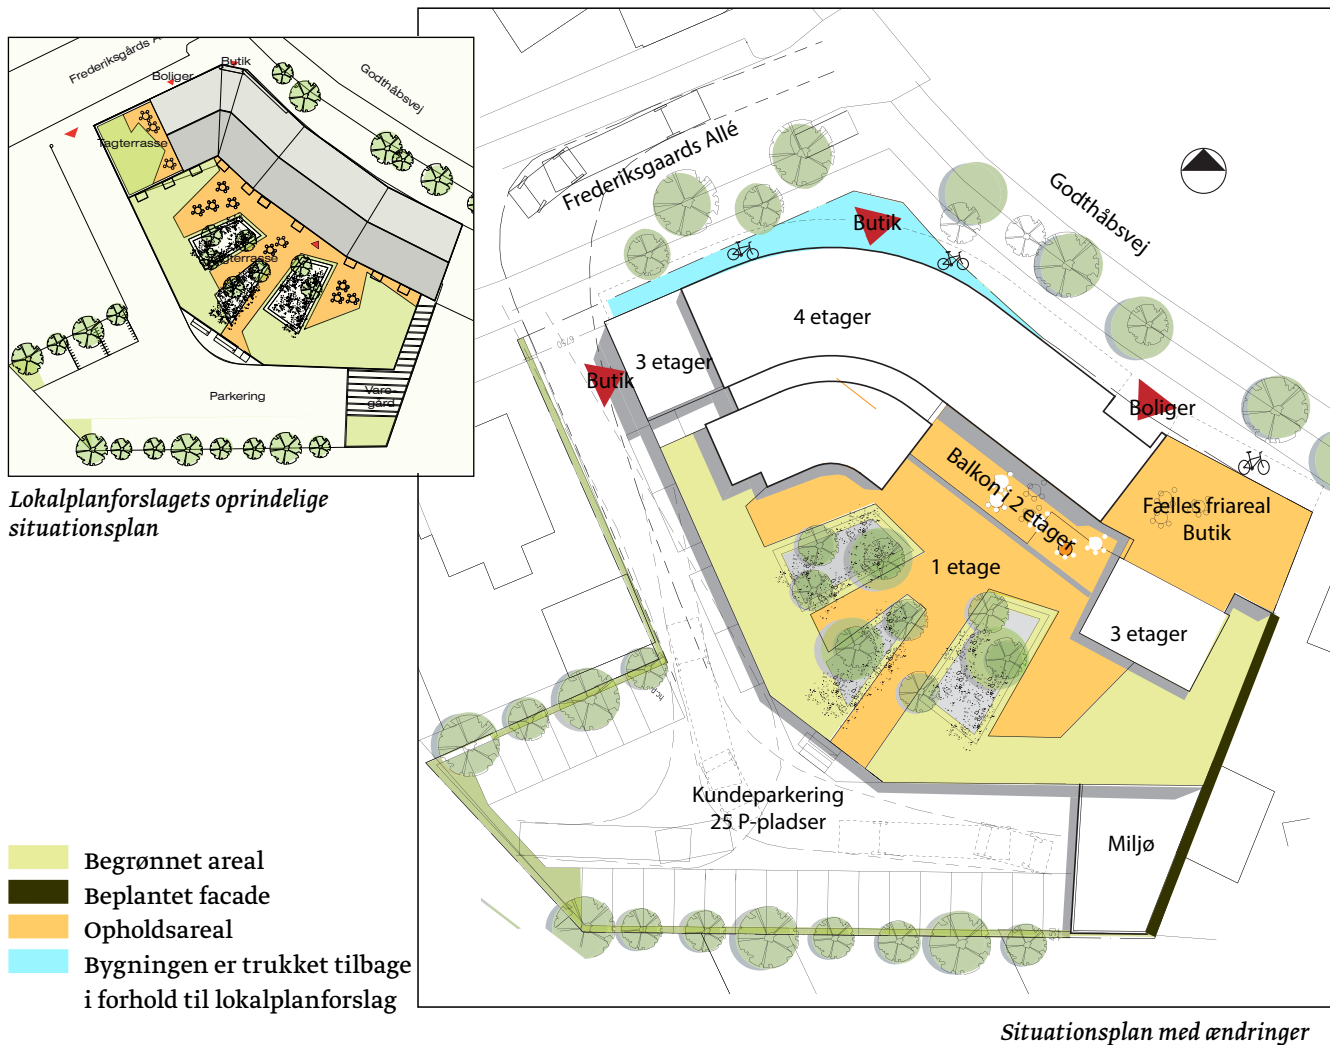 Frederiksgårds A
Butik
Boliger
Godthåbsvej
Tagterrasse
Tagterrasse
Parkering
Vare-
gård
Lokalplanforslagets oprindelige
situationsplan
Frederiksgaards Allé
Godthåbsvej
Butik
4 etager
6750
3 etager
Butik
Boliger
Balkon i 2 etager
Fælles friareal
Butik
1 etage
3 etager
Kundeparkering
25 P-pladser
Miljø
Begrønnet areal
Beplantet facade
Opholdsareal
Bygningen er trukket tilbage
i forhold til lokalplanforslag
Situationsplan med ændringer